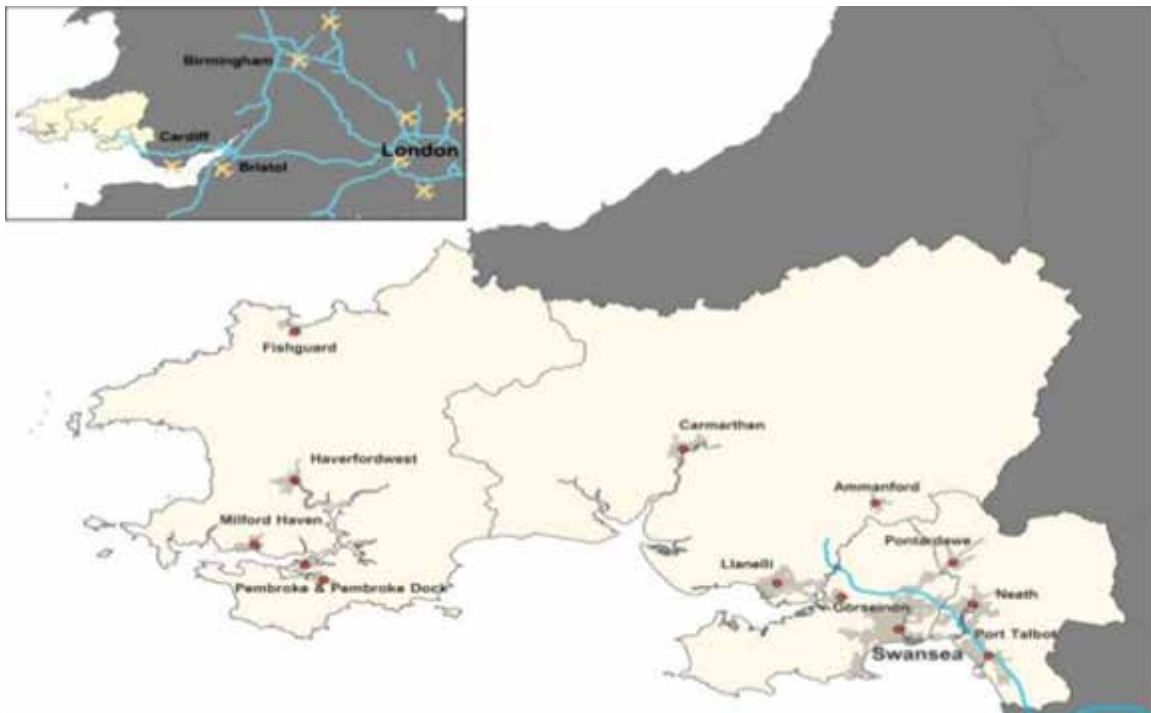 Birmingham
Cardiff
London
Bristol
Fishguard
Carmarthen
Haverfordwest
Ammanford
Milford Haven
Pontardawe
Llanelli
Pembroke & Pembroke Dock
Neath
Gorseinon
Port Talbot
Swansea